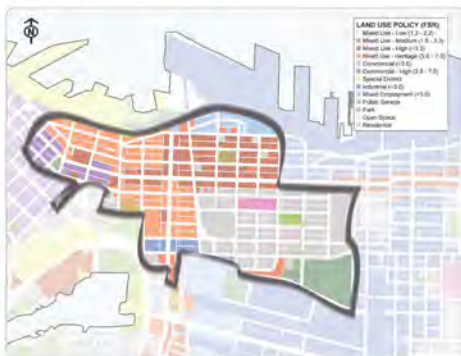 N
LAND USE POLICY (FSR)
Mixed Use - Low (1.2 - 2.2)
Mixed Use - Medium (1.5 - 3.3)
Mixed Use - High (>3.3)
Mixed Use - Heritage (3.0 - 7.3)
Commercial (<3.0)
Commercial - High (3.5 - 7.0)
Special District
Industrial (<3.0)
Mixed Employment (<3.0)
Public Service
Park
Open Space
Residential